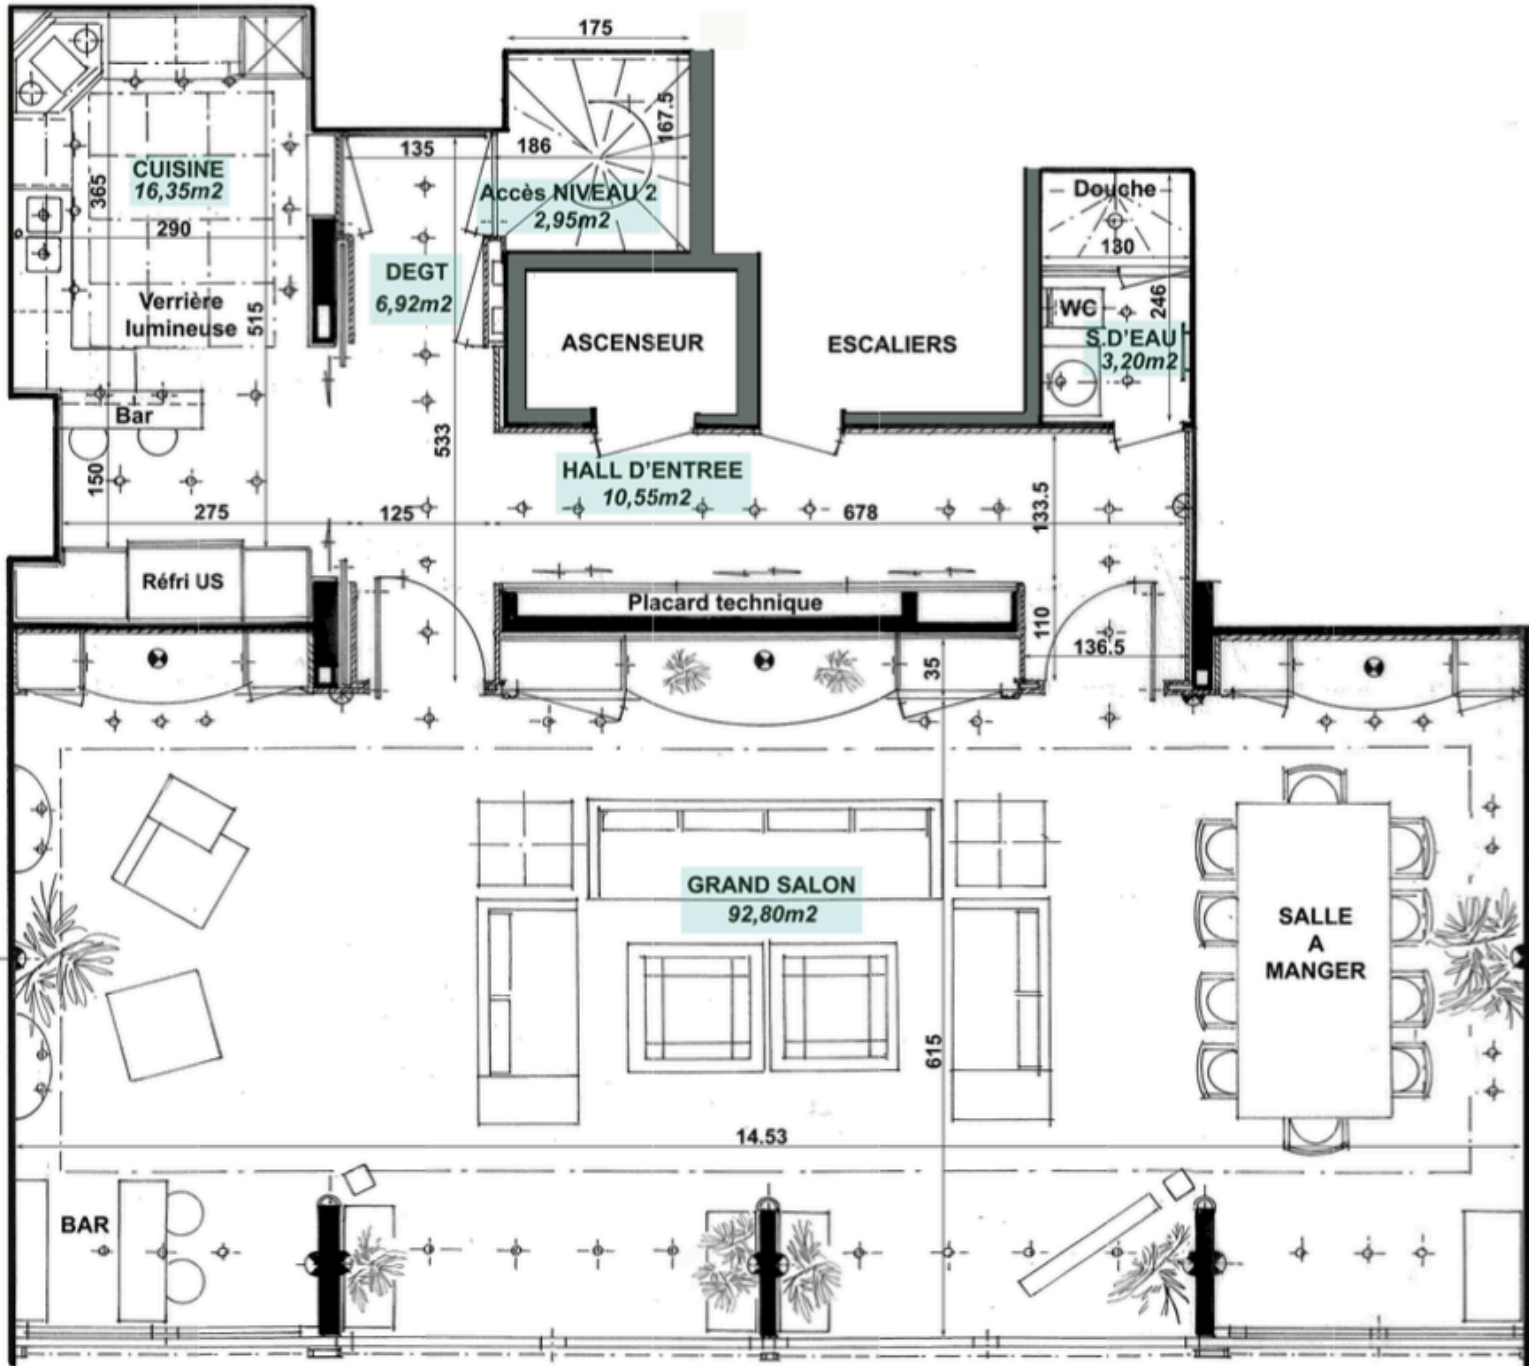 175
167.5
135
186
CUISINE
16,35m2
365
290
Accès NIVEAU 2
2,95m2
Douche
130
246
DEGT
6,92m2
Verrière
lumineuse
515
WC
S.D'EAU
3,20m2
ASCENSEUR
ESCALIERS
Bar
533
150
HALL D'ENTREE
10,55m2
275
125
678
133.5
Réfri US
Placard technique
110
136.5
35
GRAND SALON
92,80m2
SALLE
A
MANGER
615
14.53
BAR